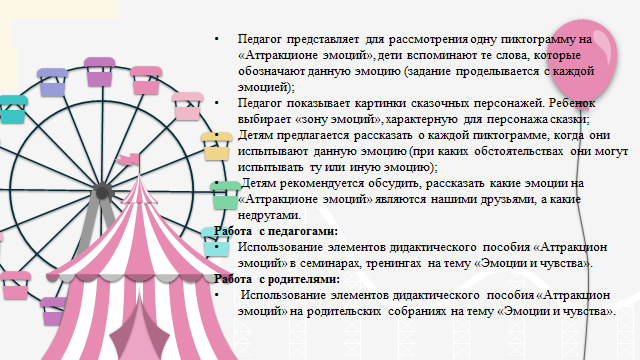 • Педагог представляет для рассмотрения одну пиктограмму на
«Аттракционе эмоций», дети вспоминают те слова, которые
обозначают данную эмоцию (задание проделывается с каждой
эмоцией);
• Педагог показывает картинки сказочных персонажей. Ребенок
выбирает «зону эмоций», характерную для персонажа сказки;
• Детям предлагается рассказать о каждой пиктограмме, когда они
испытывают данную эмоцию (при каких обстоятельствах они могут
испытывать ту или иную эмоцию);
• Детям рекомендуется обсудить, рассказать какие эмоции на
«Аттракционе эмоций» являются нашими друзьями, а какие
недругами.
Работа с педагогами:
• Использование элементов дидактического пособия «Аттракцион
эмоций» в семинарах, тренингах на тему «Эмоции и чувства».
Работа с родителями:
• Использование элементов дидактического пособия «Аттракцион
эмоций» на родительских собраниях на тему «Эмоции и чувства».